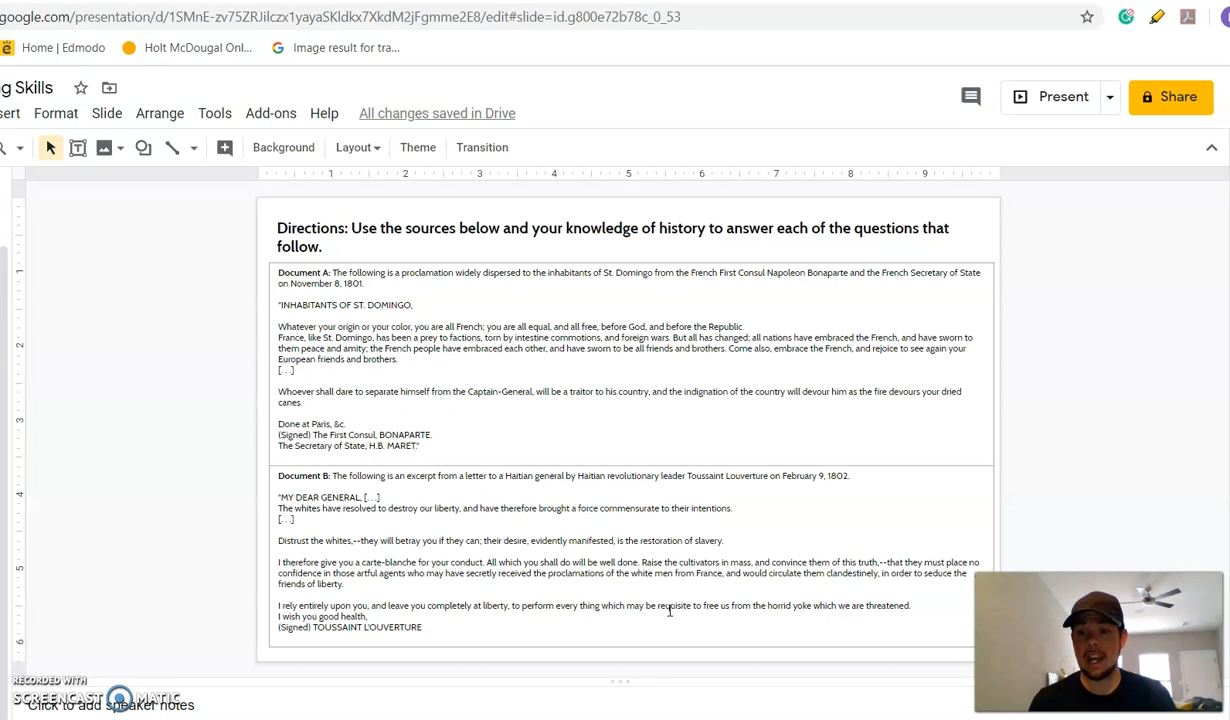 google.com/presentation/d/1SMnE-zv75ZRJilczx1yayaSKldkx7XkdM2jFgmme2E8/edit#slide=id.g800e72b78c_0_53
Home | Edmodo
Holt McDougal Onl...
Image result for tra...
ng Skills
sert
Format
Slide
Arrange
Tools
Add-ons
Help
All changes saved in Drive
Present
Share
Background
Layout
Theme
Transition
1 2 3 4 5 6 7 8 9
Directions: Use the sources below and your knowledge of history to answer each of the questions that
follow.
Document A: The following is a proclamation widely dispersed to the inhabitants of St. Domingo from the French First Consul Napoleon Bonaparte and the French Secretary of State
on November 8, 1801.
"INHABITANTS OF ST. DOMINGO,
Whatever your origin or your color, you are all French; you are all equal, and all free, before God, and before the Republic.
France, like St. Domingo, has been a prey to factions, torn by intestine commotions, and foreign wars. But all has changed; all nations have embraced the French, and have sworn to
them peace and amity; the French people have embraced each other, and have sworn to be all friends and brothers. Come also, embrace the French, and rejoice to see again your
European friends and brothers.
[. . .]
Whoever shall dare to separate himself from the Captain-General, will be a traitor to his country, and the indignation of the country will devour him as the fire devours your dried
canes.
Done at Paris, &c.
(Signed) The First Consul, BONAPARTE.
The Secretary of State, H.B. MARET."
Document B: The following is an excerpt from a letter to a Haitian general by Haitian revolutionary leader Toussaint Louverture on February 9, 1802.
"MY DEAR GENERAL, [. . .]
The whites have resolved to destroy our liberty, and have therefore brought a force commensurate to their intentions.
[. . .]
Distrust the whites,--they will betray you if they can; their desire, evidently manifested, is the restoration of slavery.
I therefore give you a carte-blanche for your conduct. All which you shall do will be well done. Raise the cultivators in mass, and convince them of this truth,--that they must place no
confidence in those artful agents who may have secretly received the proclamations of the white men from France, and would circulate them clandestinely, in order to seduce the
friends of liberty.
I rely entirely upon you, and leave you completely at liberty, to perform every thing which may be requisite to free us from the horrid yoke which we are threatened.
I wish you good health,
(Signed) TOUSSAINT L'OUVERTURE
1
2
3
4
5
6
RECORDED WITH
SCREENCAST MATIC
Click to add speaker notes